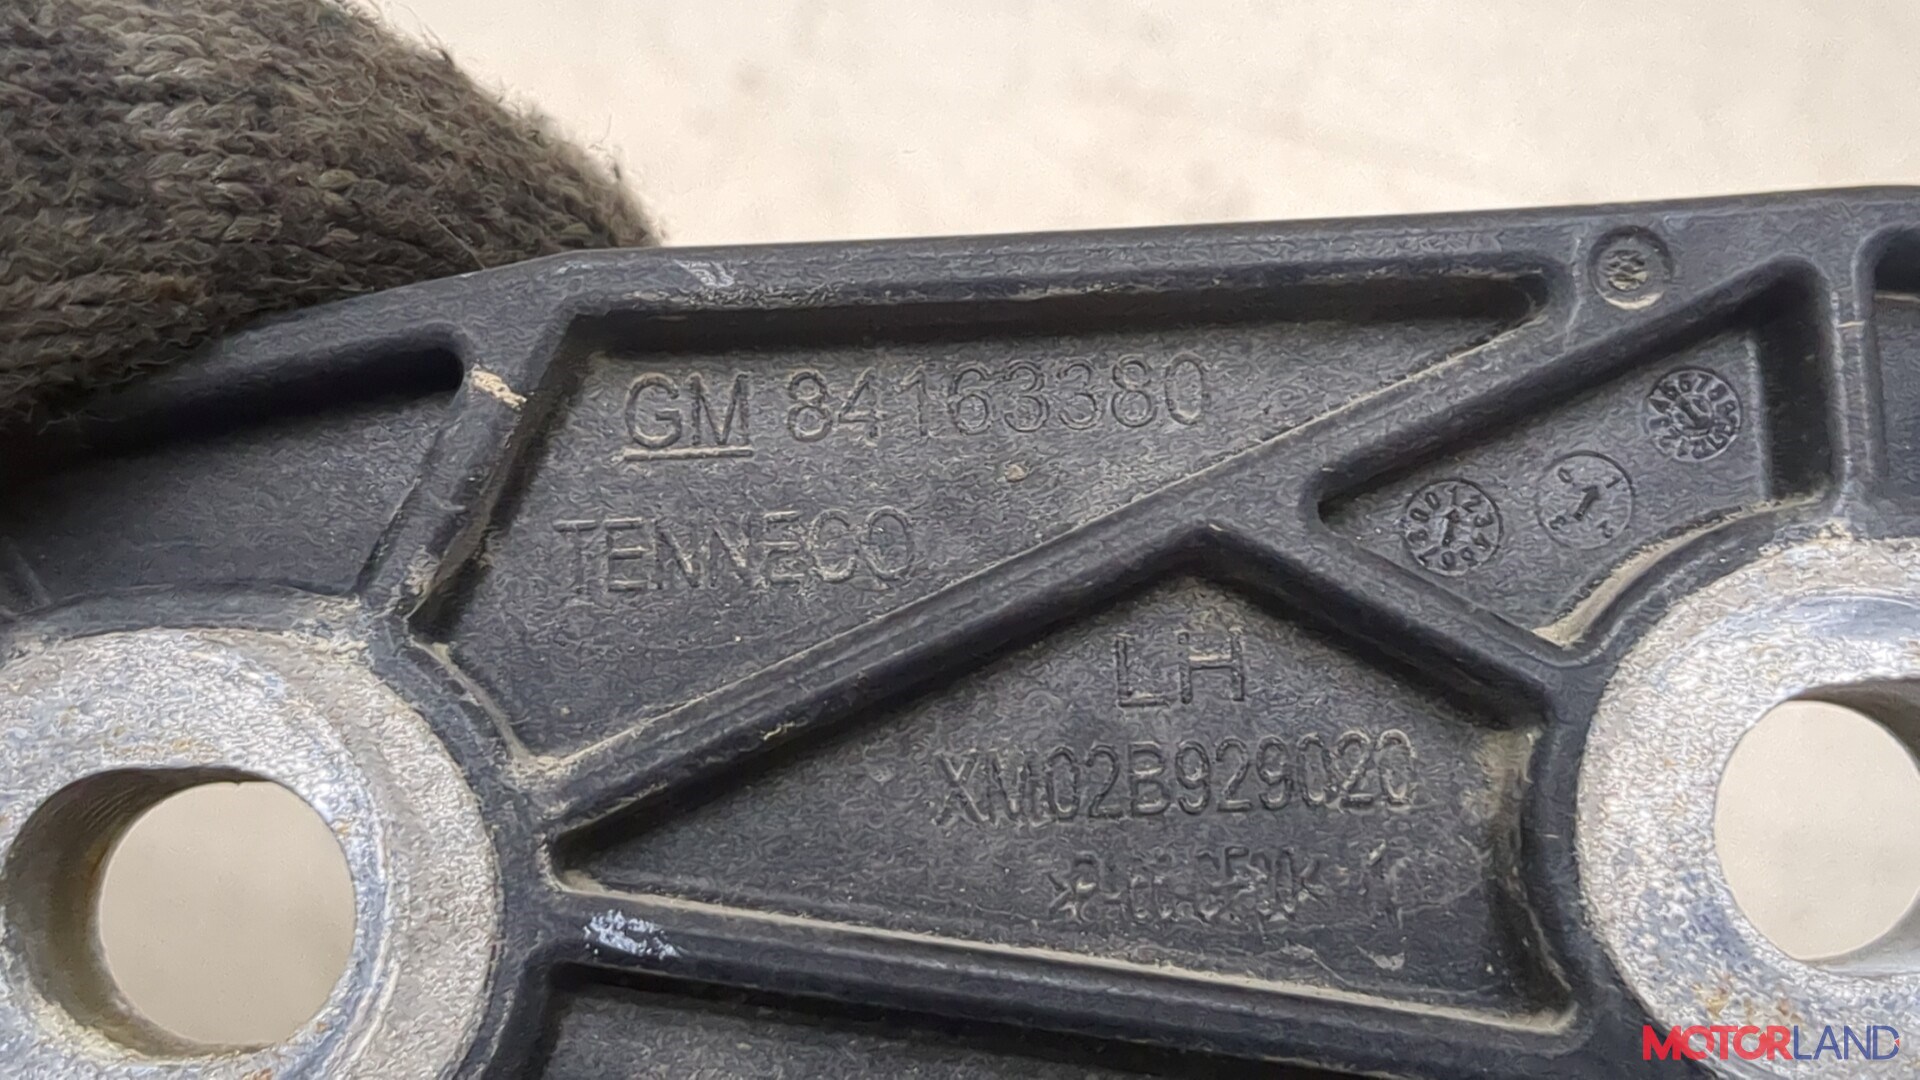 GM 84163380
TENNECO
LH
XM02B929020
MOTORLAND